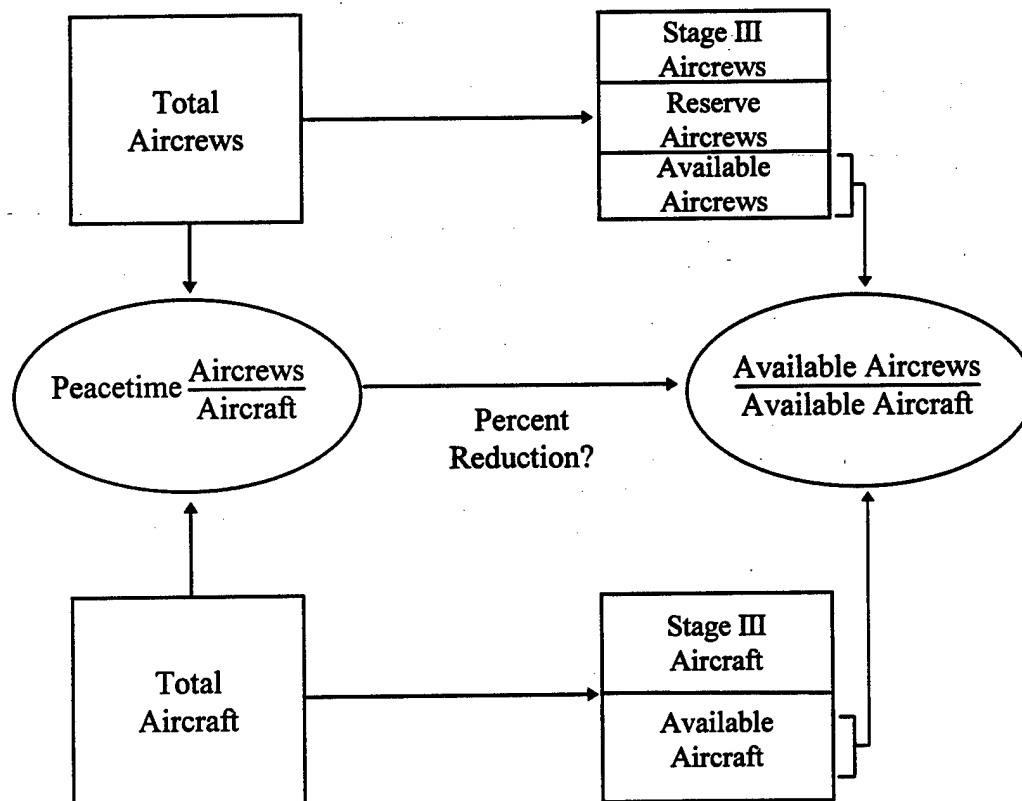 Total
Aircrews
Stage III
Aircrews
Reserve
Aircrews
Available
Aircrews
Peacetime Aircrews
Aircraft
Percent
Reduction?
Available Aircrews
Available Aircraft
Total
Aircraft
Stage III
Aircraft
Available
Aircraft